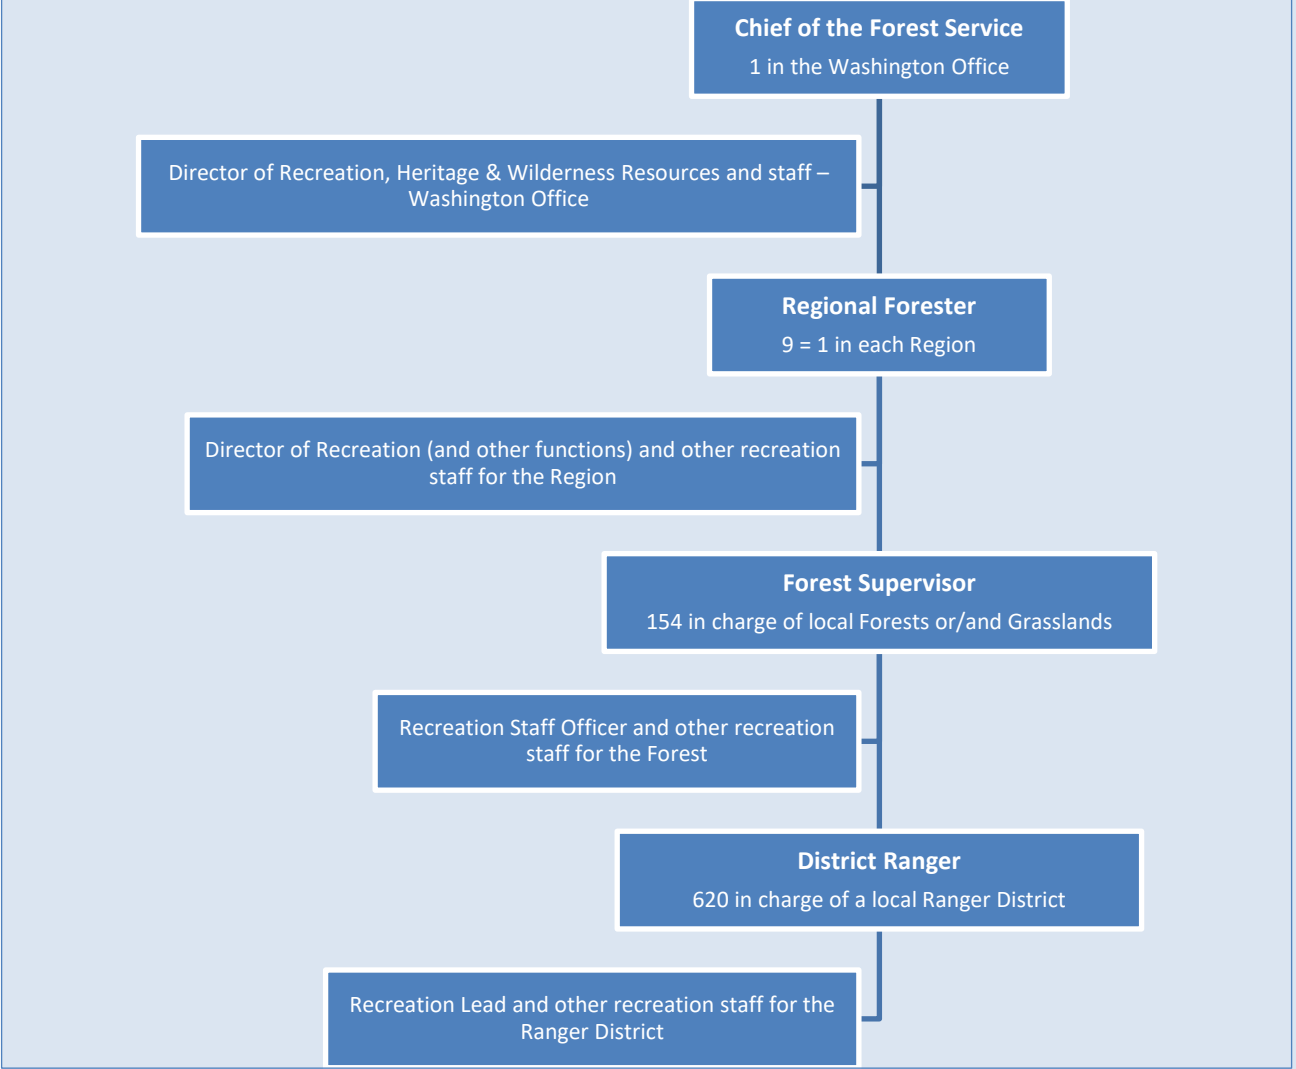 Chief of the Forest Service
1 in the Washington Office
Director of Recreation, Heritage & Wilderness Resources and staff –
Washington Office
Regional Forester
9 = 1 in each Region
Director of Recreation (and other functions) and other recreation
staff for the Region
Forest Supervisor
154 in charge of local Forests or/and Grasslands
Recreation Staff Officer and other recreation
staff for the Forest
District Ranger
620 in charge of a local Ranger District
Recreation Lead and other recreation staff for the
Ranger District